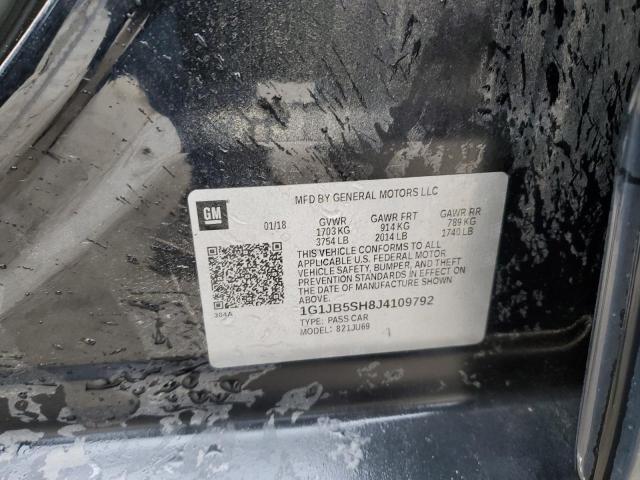 MFD BY GENERAL MOTORS LLC
GM
01/18
GVWR GAWR FRT GAWR RR
1703 KG 914 KG 789 KG
3754 LB 2014 LB 1740 LB
THIS VEHICLE CONFORMS TO ALL
APPLICABLE U.S. FEDERAL MOTOR
VEHICLE SAFETY, BUMPER, AND THEFT
PREVENTION STANDARDS IN EFFECT
ON THE DATE OF MANUFACTURE SHOWN
ABOVE.
304A
1G1JB5SH8J4109792
TYPE: PASS CAR
MODEL: 821JU69